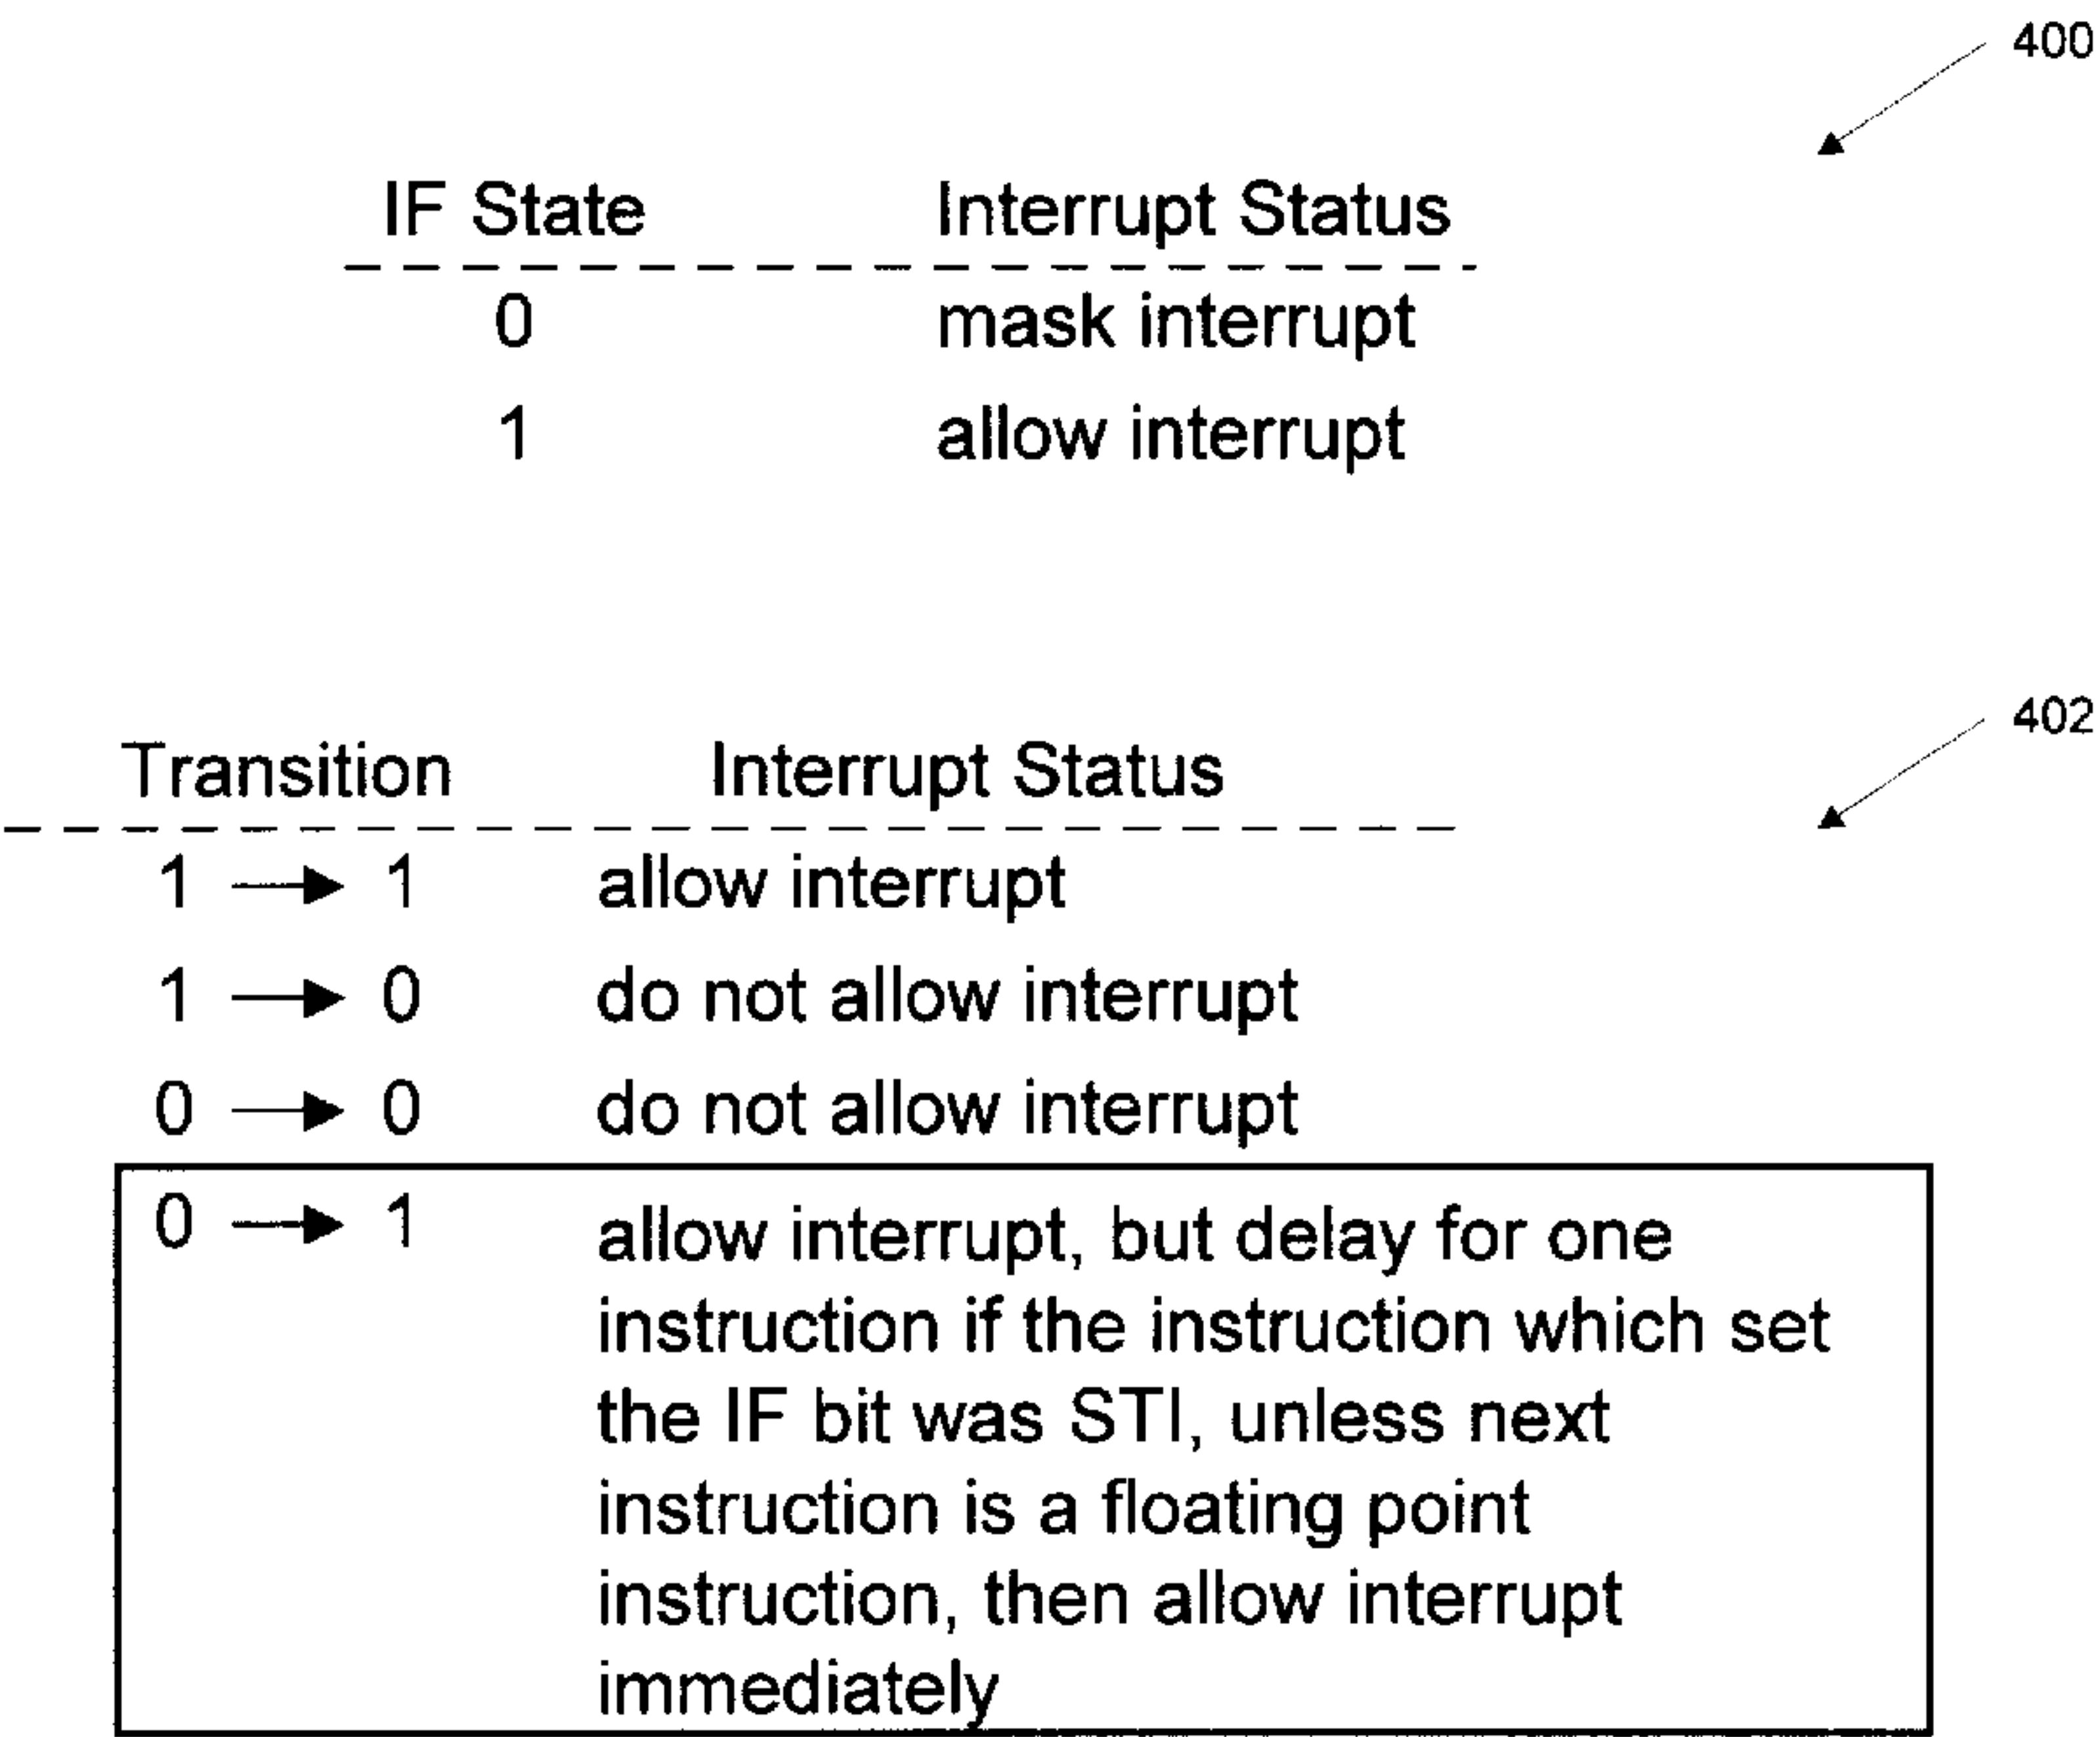 400
IF State Interrupt Status
0 mask interrupt
1 allow interrupt
402
Transition Interrupt Status
1 → 1 allow interrupt
1 → 0 do not allow interrupt
0 → 0 do not allow interrupt
0 → 1 allow interrupt, but delay for one
instruction if the instruction which set
the IF bit was STI, unless next
instruction is a floating point
instruction, then allow interrupt
immediately